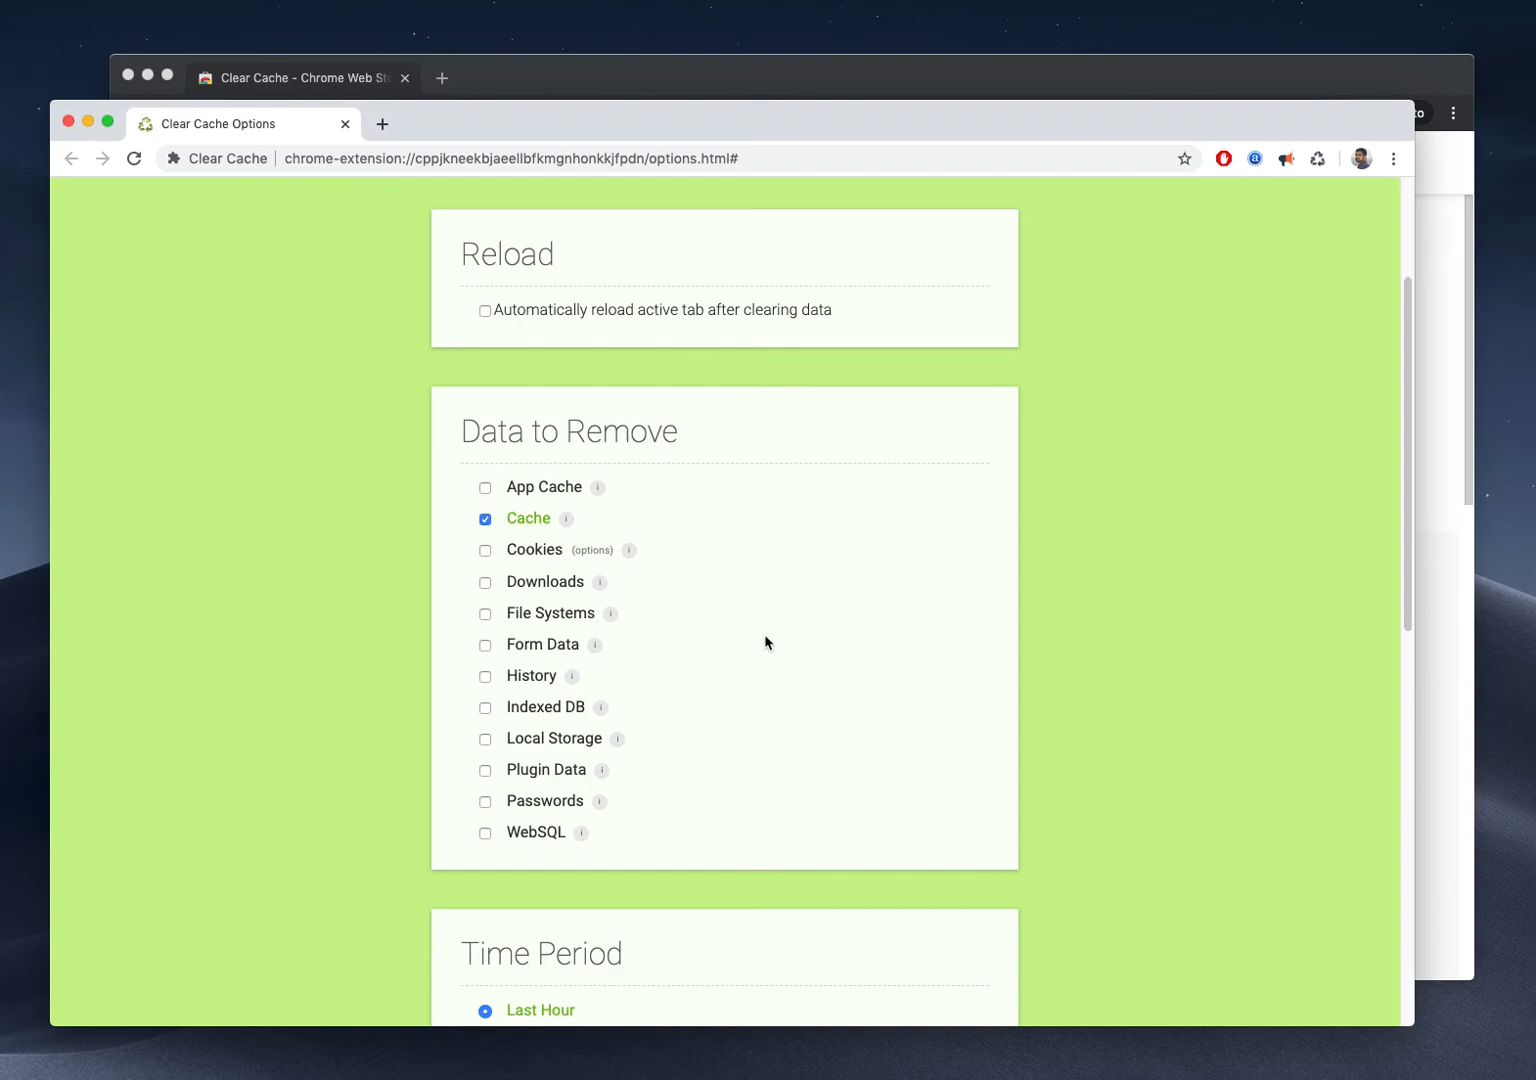 Clear Cache - Chrome Web St
to
Clear Cache Options
Clear Cache
chrome-extension://cppjkneekbjaeellbfkmgnhonkkjfpdn/options.html#
Reload
Automatically reload active tab after clearing data
Data to Remove
App Cache i
Cache i
Cookies (options) i
Downloads i
File Systems i
Form Data i
History i
Indexed DB i
Local Storage i
Plugin Data i
Passwords i
WebSQL i
Time Period
Last Hour